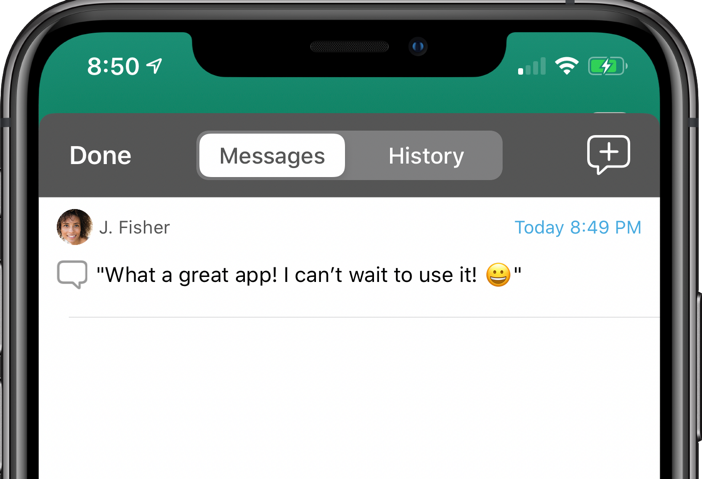 8:50
Done Messages History
J. Fisher Today 8:49 PM
"What a great app! I can’t wait to use it! 😀"